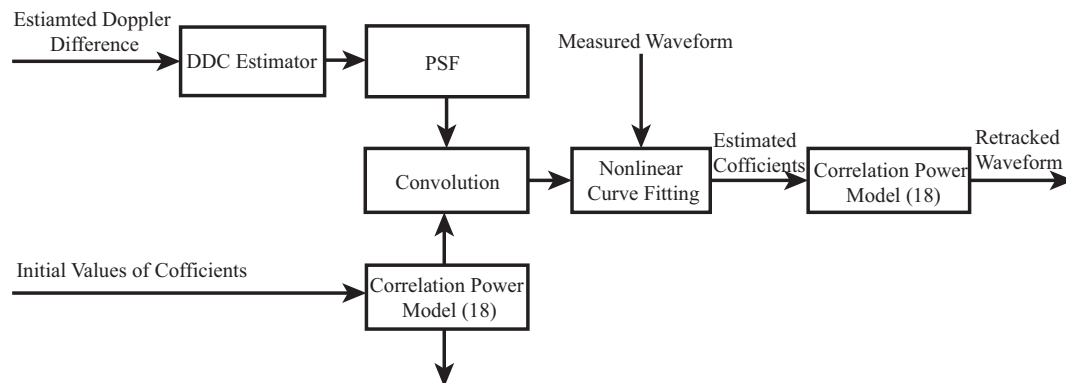 Estiamted Doppler
Difference
DDC Estimator
PSF
Measured Waveform
Convolution
Nonlinear
Curve Fitting
Estimated
Cofficients
Correlation Power
Model (18)
Retracked
Waveform
Initial Values of Cofficients
Correlation Power
Model (18)